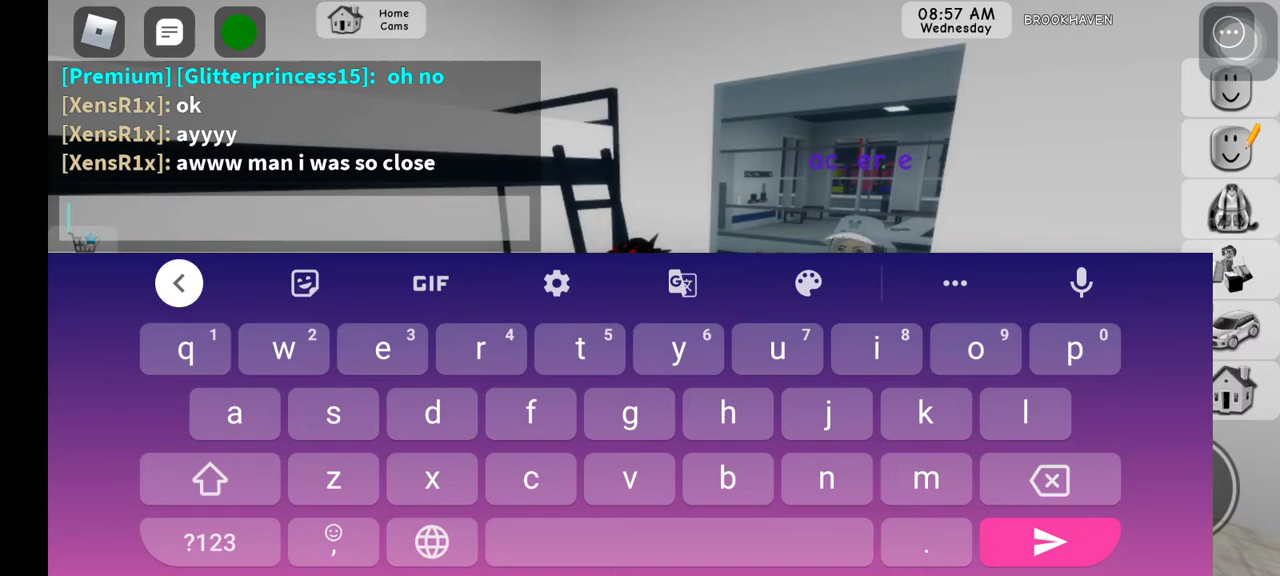 Home
Cams
08:57 AM
Wednesday
BROOKHAVEN
[Premium] [Glitterprincess15]: oh no
[XensR1x]: ok
[XensR1x]: ayyyy
[XensR1x]: awww man i was so close
GIF
q 1 w 2 e 3 r 4 t 5 y 6 u 7 i 8 o 9 p 0
a s d f g h j k l
z x c v b n m
?123 , .